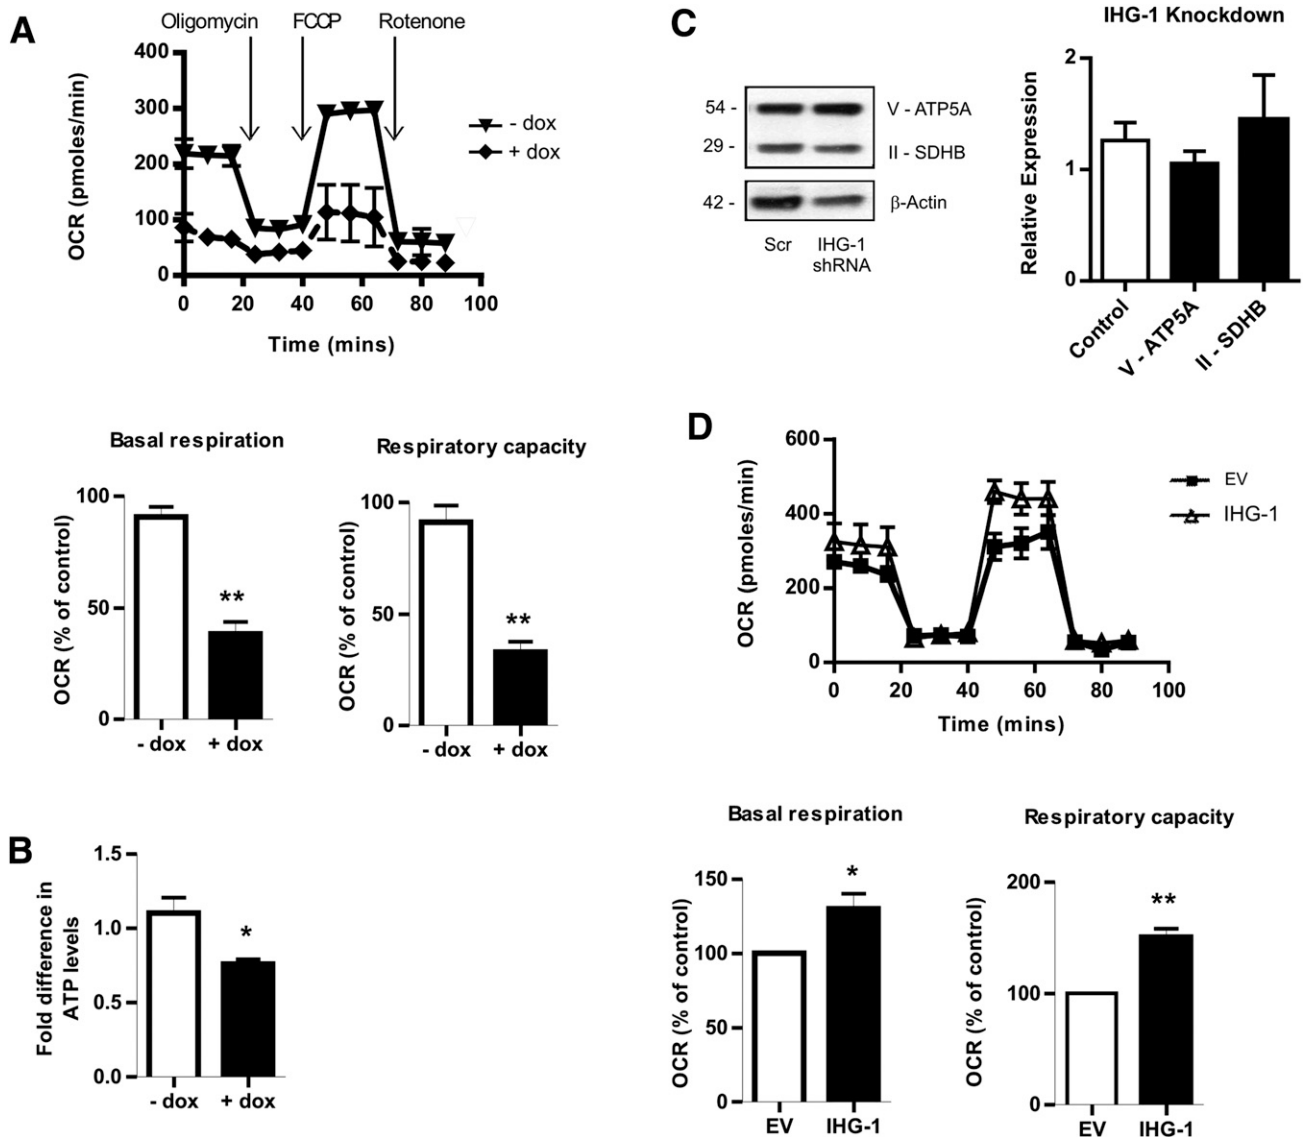 A
Oligomycin FCCP Rotenone
400
300
200
100
0
OCR (pmoles/min)
0 20 40 60 80 100
Time (mins)
- dox
+ dox
Basal respiration
100
50
0
OCR (% of control)
**
- dox + dox
Respiratory capacity
100
50
0
OCR (% of control)
**
- dox + dox
B
1.5
1.0
0.5
0.0
Fold difference in
ATP levels
*
- dox + dox
C
54 -
29 -
42 -
V - ATP5A
II - SDHB
β-Actin
Scr IHG-1
shRNA
IHG-1 Knockdown
2
1
0
Relative Expression
Control
V - ATP5A
II - SDHB
D
600
400
200
0
OCR (pmoles/min)
0 20 40 60 80 100
Time (mins)
EV
IHG-1
Basal respiration
150
100
50
0
OCR (% of control)
*
EV IHG-1
Respiratory capacity
200
100
0
OCR (% of control)
**
EV IHG-1